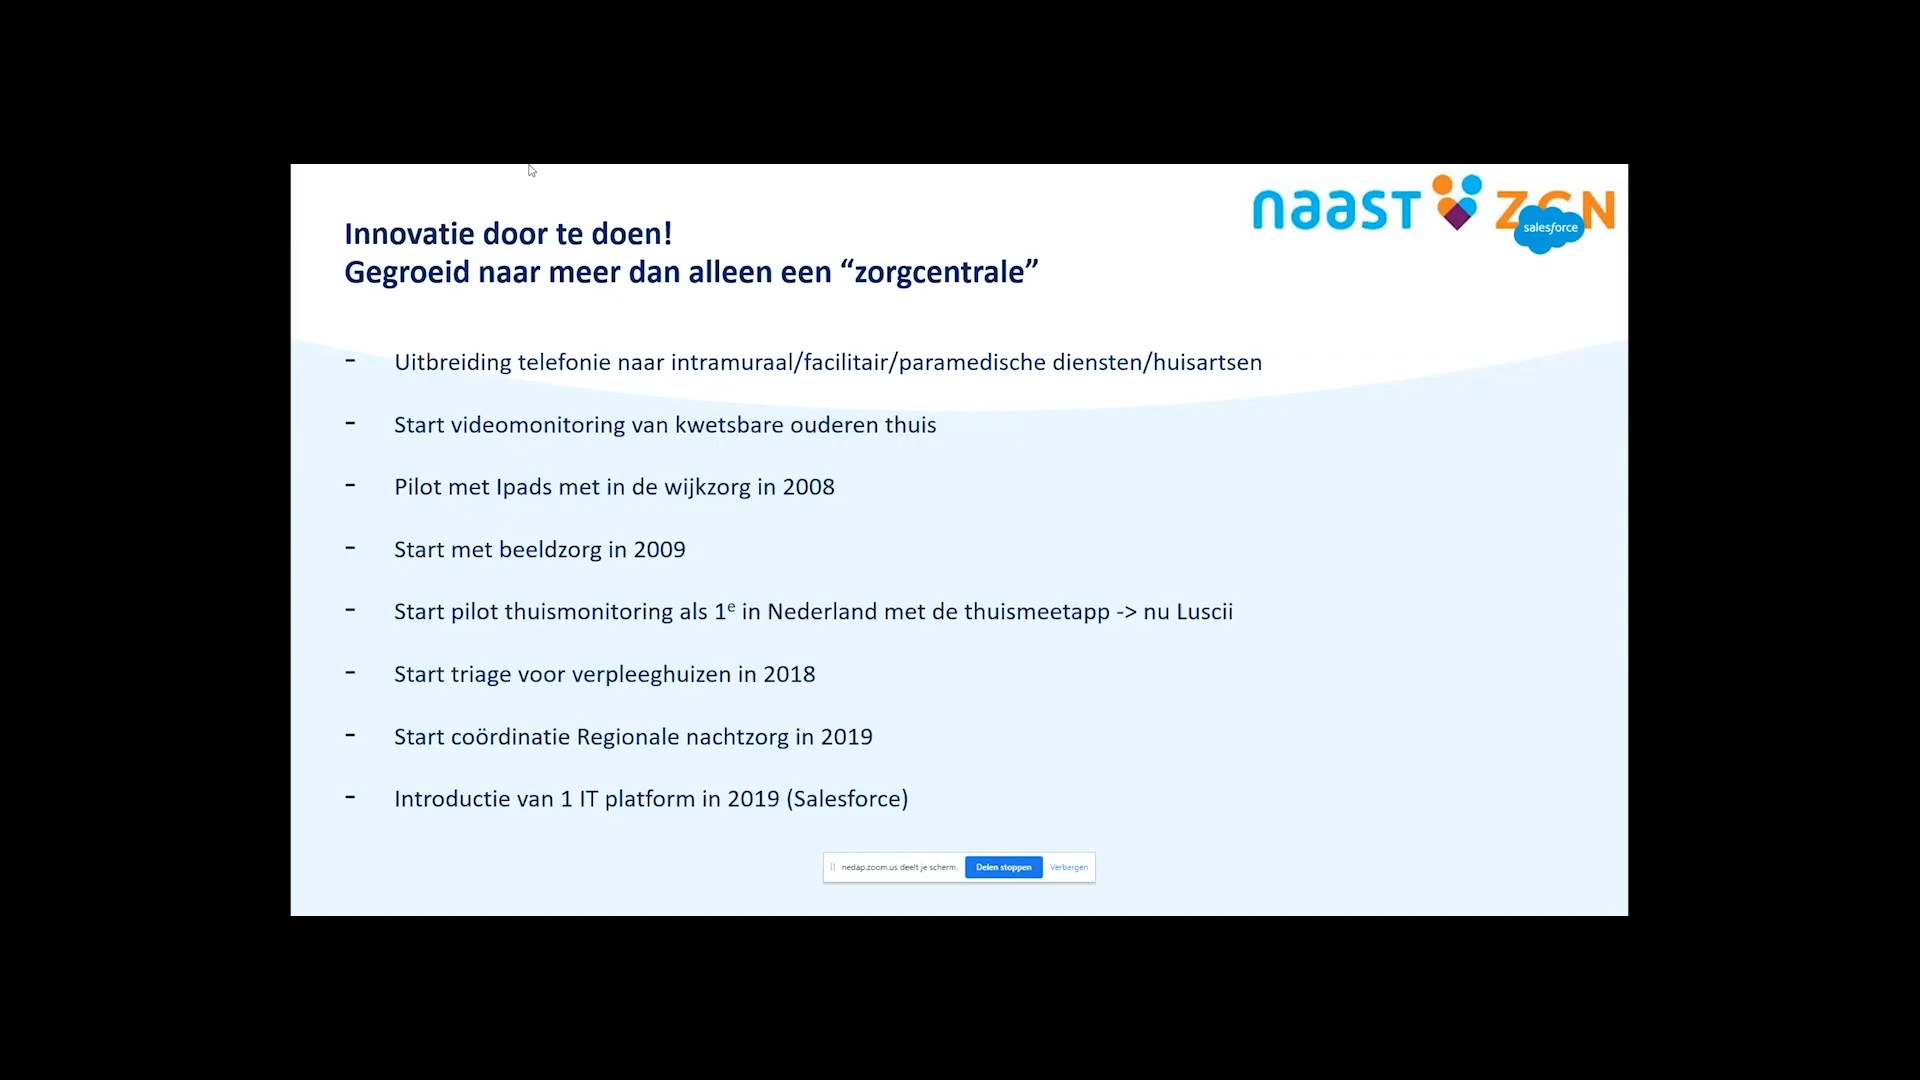 naast ZCN
salesforce
Innovatie door te doen!
Gegroeid naar meer dan alleen een “zorgcentrale”
- Uitbreiding telefonie naar intramuraal/facilitair/paramedische diensten/huisartsen
- Start videomonitoring van kwetsbare ouderen thuis
- Pilot met Ipads met in de wijkzorg in 2008
- Start met beeldzorg in 2009
- Start pilot thuismonitoring als 1e in Nederland met de thuismeetapp -> nu Luscii
- Start triage voor verpleeghuizen in 2018
- Start coördinatie Regionale nachtzorg in 2019
- Introductie van 1 IT platform in 2019 (Salesforce)
nedap.zoom.us deelt je scherm. Delen stoppen Verbergen